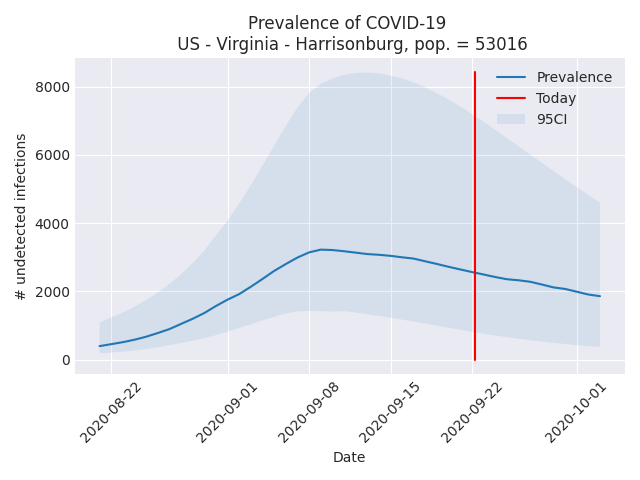 Prevalence of COVID-19
US - Virginia - Harrisonburg, pop. = 53016
Prevalence
Today
95CI
8000
6000
4000
2000
0
# undetected infections
2020-08-22
2020-09-01
2020-09-08
2020-09-15
2020-09-22
2020-10-01
Date